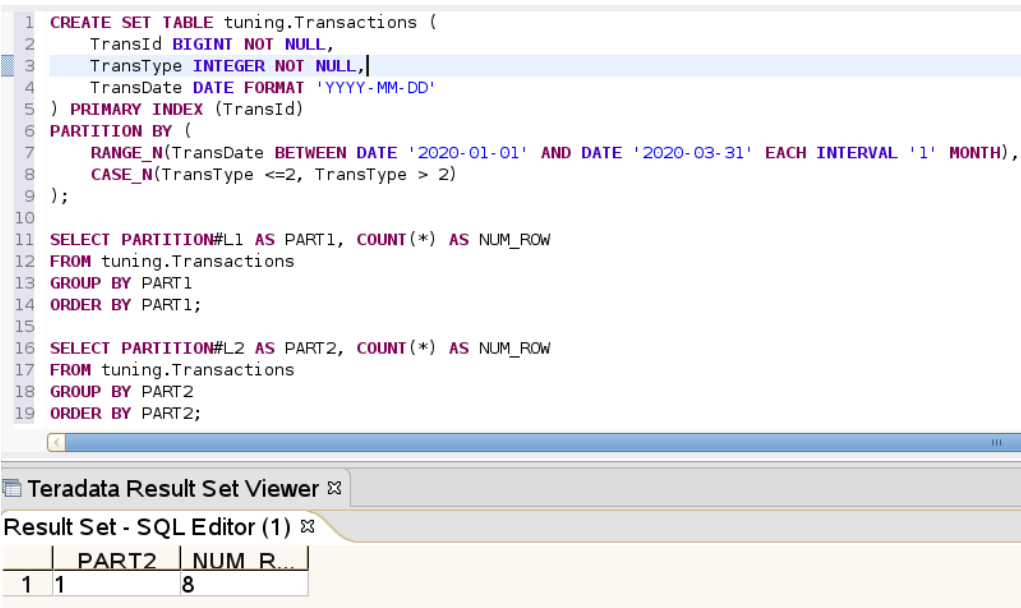 1 CREATE SET TABLE tuning.Transactions (
2 TransId BIGINT NOT NULL,
3 TransType INTEGER NOT NULL,
4 TransDate DATE FORMAT 'YYYY-MM-DD'
5 ) PRIMARY INDEX (TransId)
6 PARTITION BY (
7 RANGE_N(TransDate BETWEEN DATE '2020-01-01' AND DATE '2020-03-31' EACH INTERVAL '1' MONTH),
8 CASE_N(TransType <=2, TransType > 2)
9 );
10
11 SELECT PARTITION#L1 AS PART1, COUNT(*) AS NUM_ROW
12 FROM tuning.Transactions
13 GROUP BY PART1
14 ORDER BY PART1;
15
16 SELECT PARTITION#L2 AS PART2, COUNT(*) AS NUM_ROW
17 FROM tuning.Transactions
18 GROUP BY PART2
19 ORDER BY PART2;
Teradata Result Set Viewer
Result Set - SQL Editor (1)
PART2 NUM_R...
1 1 8